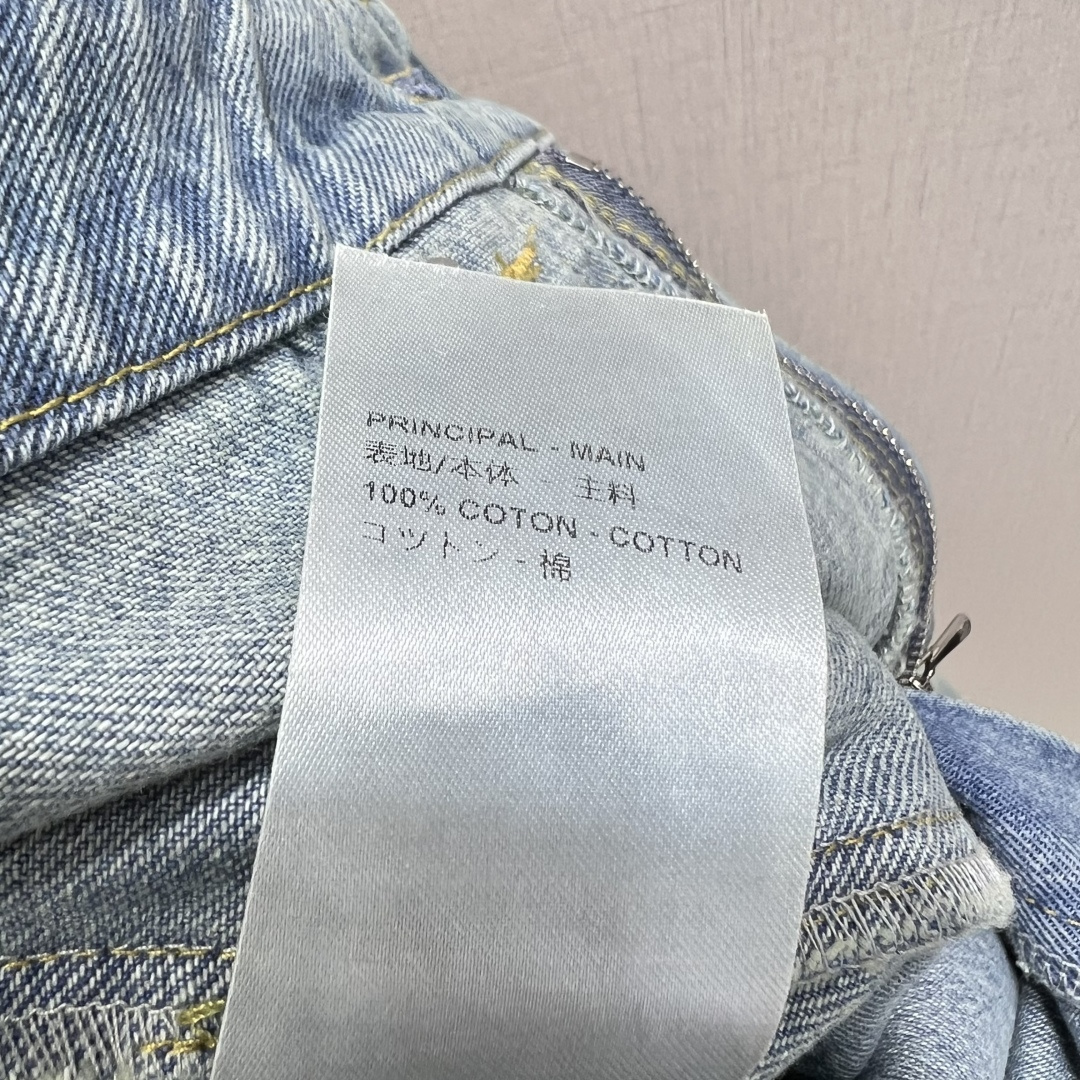 PRINCIPAL - MAIN
表地/本体 - 主料
100% COTON - COTTON
コットン - 棉